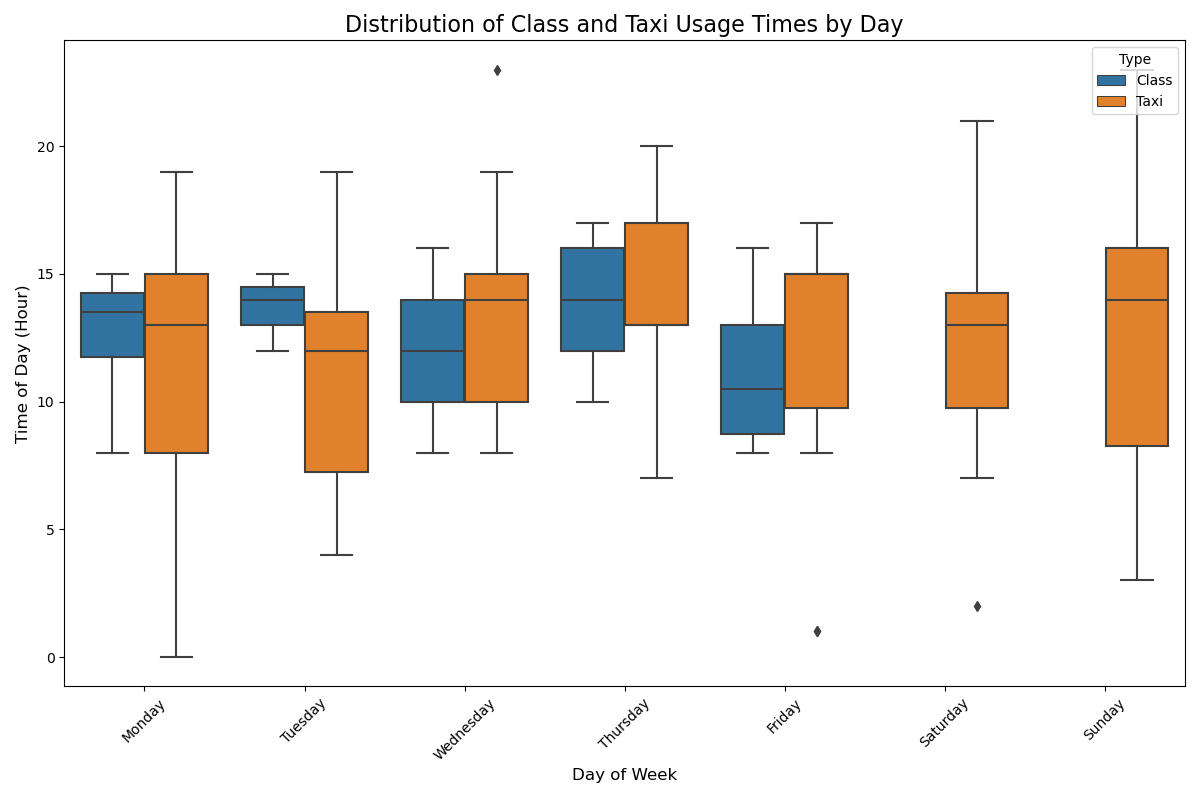 Distribution of Class and Taxi Usage Times by Day
Type
Class
Taxi
Time of Day (Hour)
20
15
10
5
0
Monday
Tuesday
Wednesday
Thursday
Friday
Saturday
Sunday
Day of Week